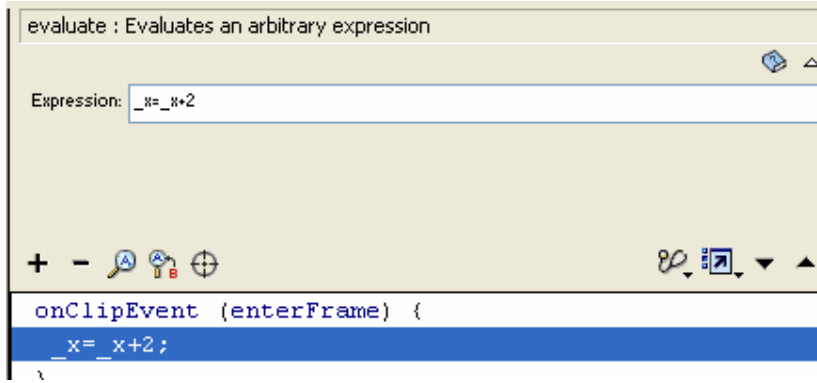 evaluate : Evaluates an arbitrary expression
Expression: _x=_x+2
onClipEvent (enterFrame) {
_x=_x+2;
}